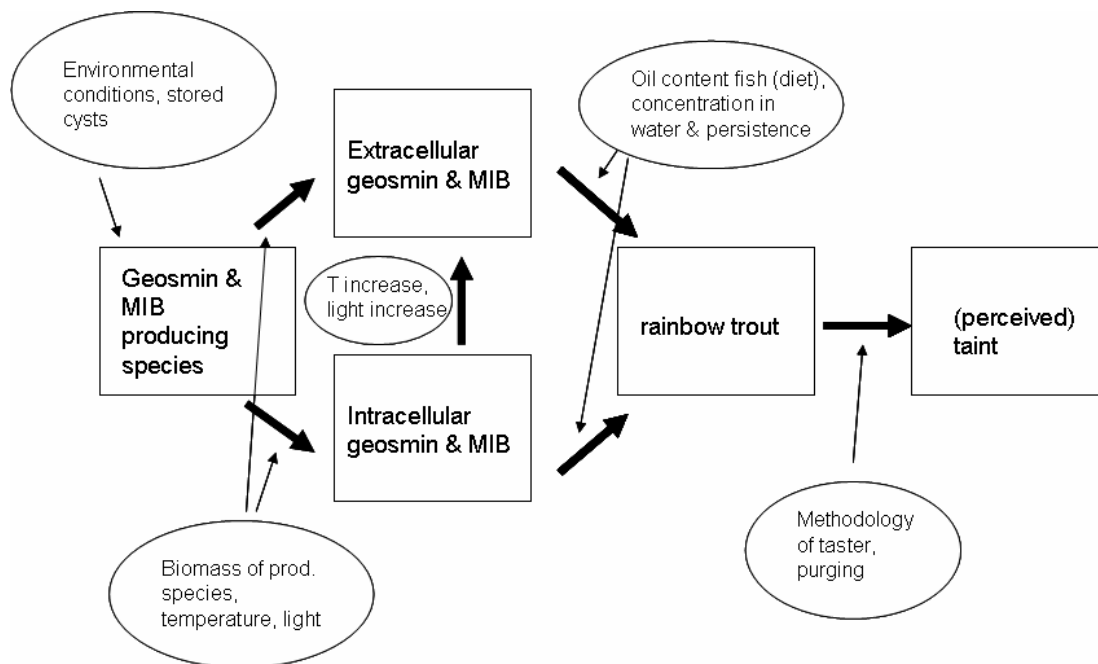 Environmental
conditions, stored
cysts
Extracellular
geosmin & MIB
Oil content fish (diet),
concentration in
water & persistence
Geosmin &
MIB
producing
species
T increase,
light increase
rainbow trout
(perceived)
taint
Intracellular
geosmin & MIB
Biomass of prod.
species,
temperature, light
Methodology
of taster,
purging